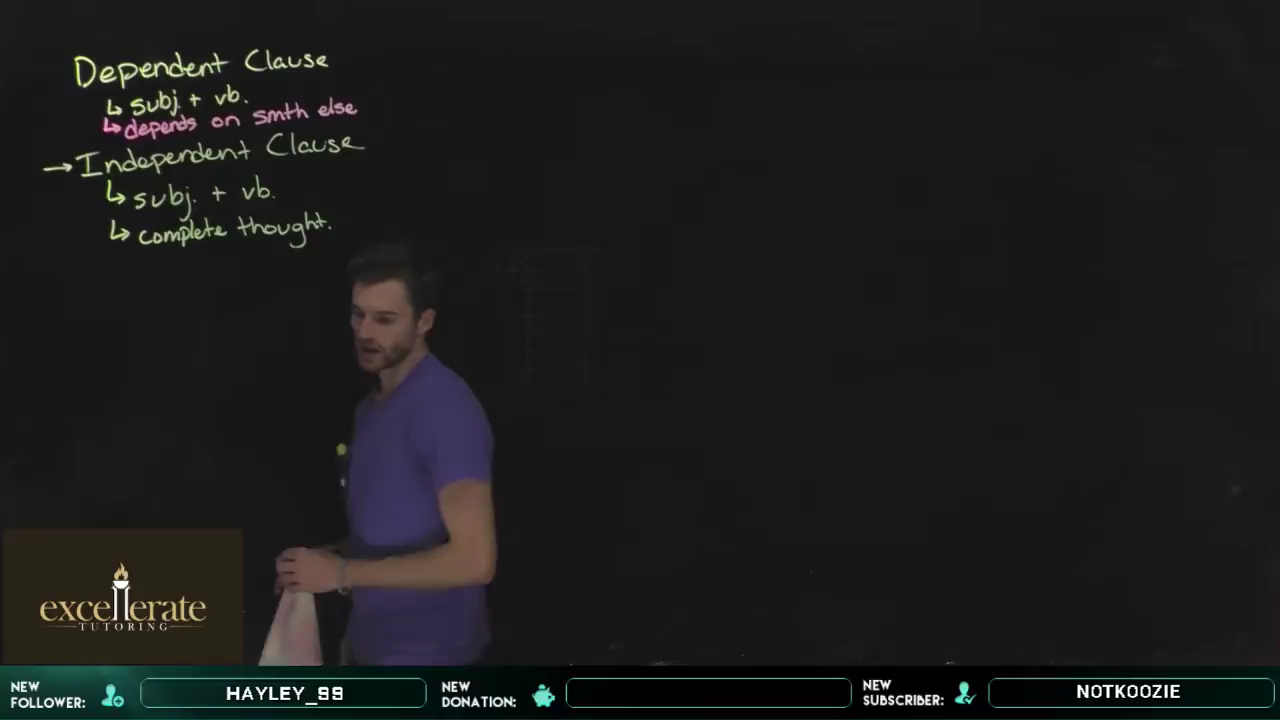 Dependent Clause
↳ subj. + vb.
↳ depends on smth else
→ Independent Clause
↳ subj. + vb.
↳ complete thought.
excellerate
TUTORING
NEW FOLLOWER:
HAYLEY_99
NEW DONATION:
NEW SUBSCRIBER:
NOTKOOZIE